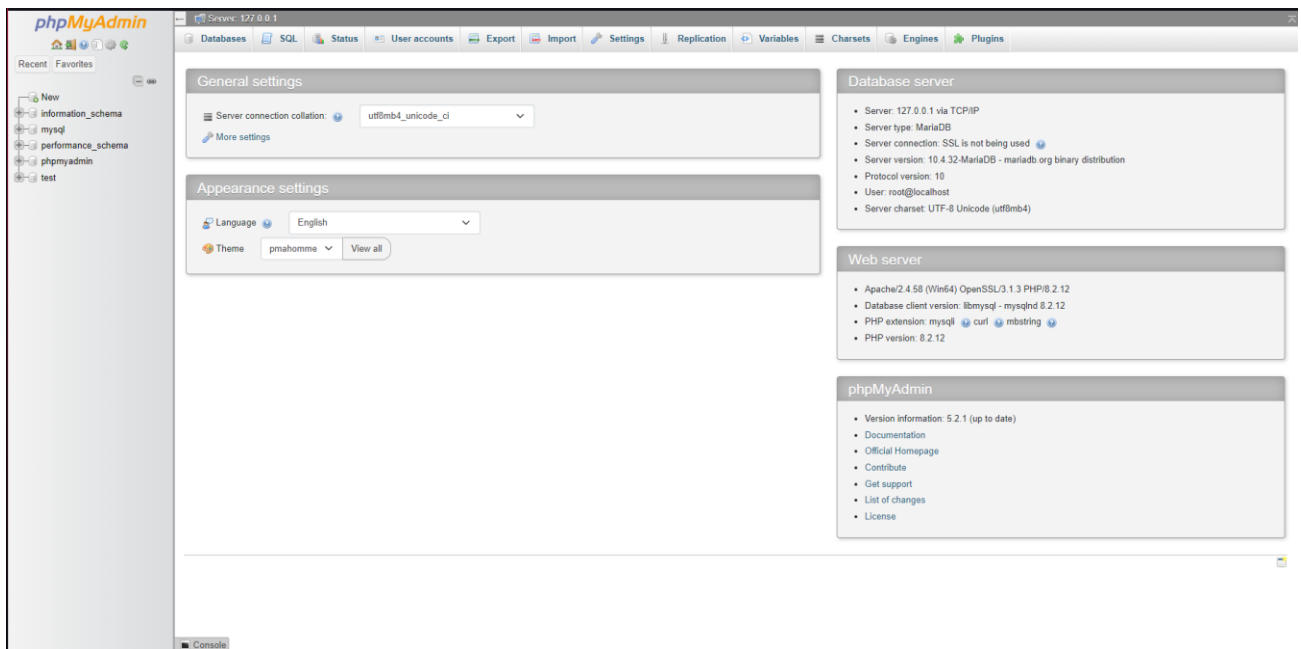 phpMyAdmin
Recent Favorites
New
information_schema
mysql
performance_schema
phpmyadmin
test
Server: 127.0.0.1
Databases SQL Status User accounts Export Import Settings Replication Variables Charsets Engines Plugins
General settings
Server connection collation: utf8mb4_unicode_ci
More settings
Appearance settings
Language English
Theme pmahomme View all
Database server
Server: 127.0.0.1 via TCP/IP
Server type: MariaDB
Server connection: SSL is not being used
Server version: 10.4.32-MariaDB - mariadb.org binary distribution
Protocol version: 10
User: root@localhost
Server charset: UTF-8 Unicode (utf8mb4)
Web server
Apache/2.4.58 (Win64) OpenSSL/3.1.3 PHP/8.2.12
Database client version: libmysql - mysqlnd 8.2.12
PHP extension: mysqli curl mbstring
PHP version: 8.2.12
phpMyAdmin
Version information: 5.2.1 (up to date)
Documentation
Official Homepage
Contribute
Get support
List of changes
License
Console